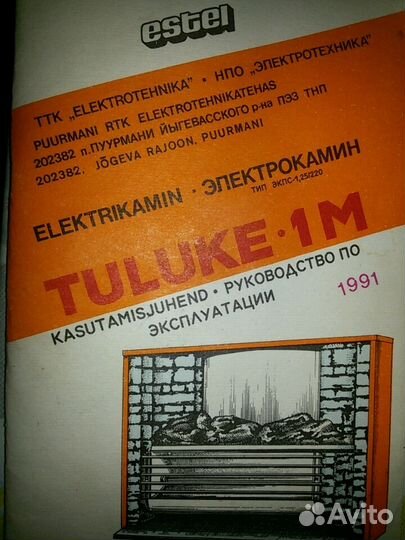 estel
TTK „ELEKTROTEHNIKA” • НПО „ЭЛЕКТРОТЕХНИКА”
PUURMANI RTK ELEKTROTEHNIKATEHAS
202382 п. ПУУРМАНИ ЙЫГЕВАССКОГО р-на ПЭЗ ТНП
202382. JÕGEVA RAJOON. PUURMANI
ELEKTRIKAMIN • ЭЛЕКТРОКАМИН
ТИП ЭКПС-1,25/220
TULUKE•1M
KASUTAMISJUHEND • РУКОВОДСТВО ПО
ЭКСПЛУАТАЦИИ
1991
Avito